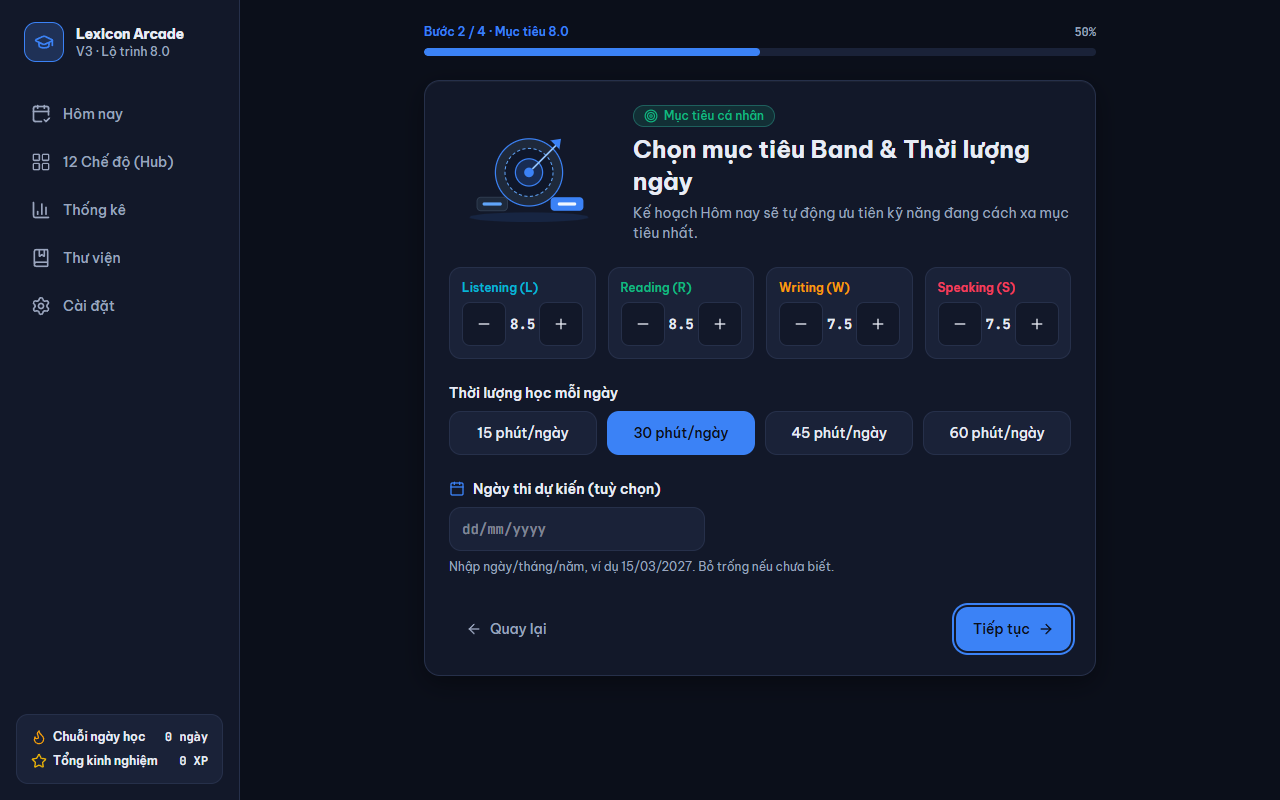 Lexicon Arcade
V3 · Lộ trình 8.0
Hôm nay
12 Chế độ (Hub)
Thống kê
Thư viện
Cài đặt
Chuỗi ngày học 0 ngày
Tổng kinh nghiệm 0 XP
Bước 2 / 4 · Mục tiêu 8.0 50%
Mục tiêu cá nhân
Chọn mục tiêu Band & Thời lượng
ngày
Kế hoạch Hôm nay sẽ tự động ưu tiên kỹ năng đang cách xa mục
tiêu nhất.
Listening (L) Reading (R) Writing (W) Speaking (S)
− 8.5 + − 8.5 + − 7.5 + − 7.5 +
Thời lượng học mỗi ngày
15 phút/ngày 30 phút/ngày 45 phút/ngày 60 phút/ngày
Ngày thi dự kiến (tuỳ chọn)
dd/mm/yyyy
Nhập ngày/tháng/năm, ví dụ 15/03/2027. Bỏ trống nếu chưa biết.
Quay lại Tiếp tục